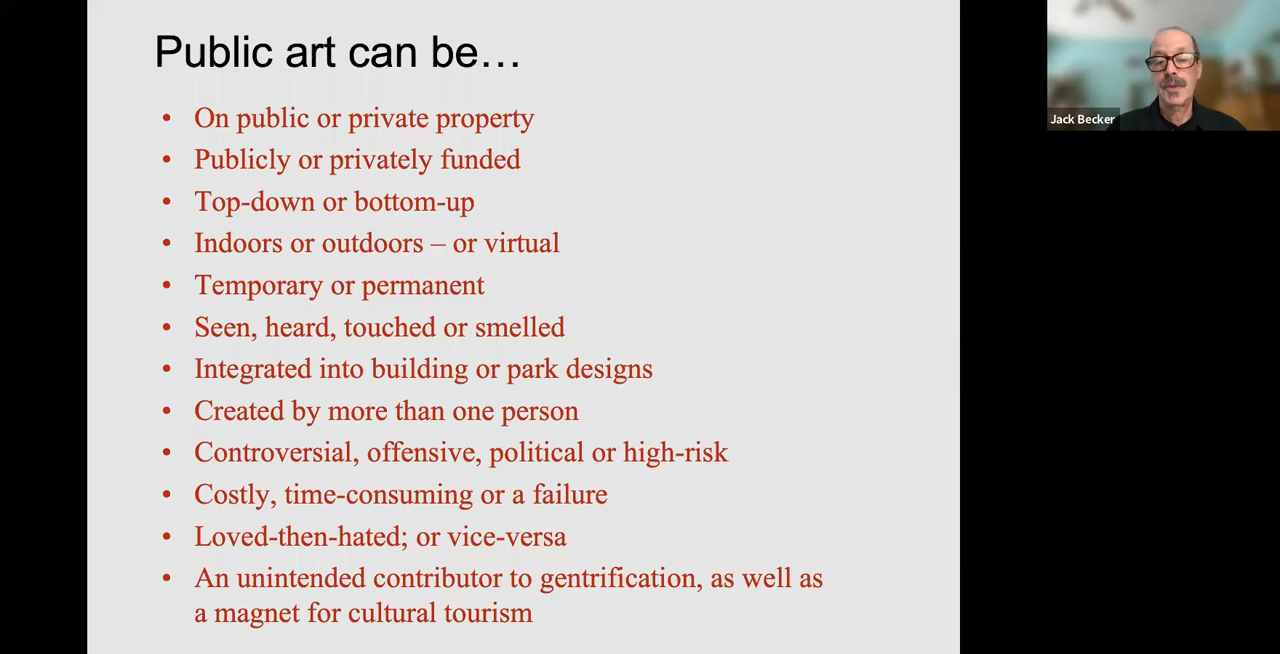 Public art can be…
• On public or private property
• Publicly or privately funded
• Top-down or bottom-up
• Indoors or outdoors – or virtual
• Temporary or permanent
• Seen, heard, touched or smelled
• Integrated into building or park designs
• Created by more than one person
• Controversial, offensive, political or high-risk
• Costly, time-consuming or a failure
• Loved-then-hated; or vice-versa
• An unintended contributor to gentrification, as well as
a magnet for cultural tourism
Jack Becker